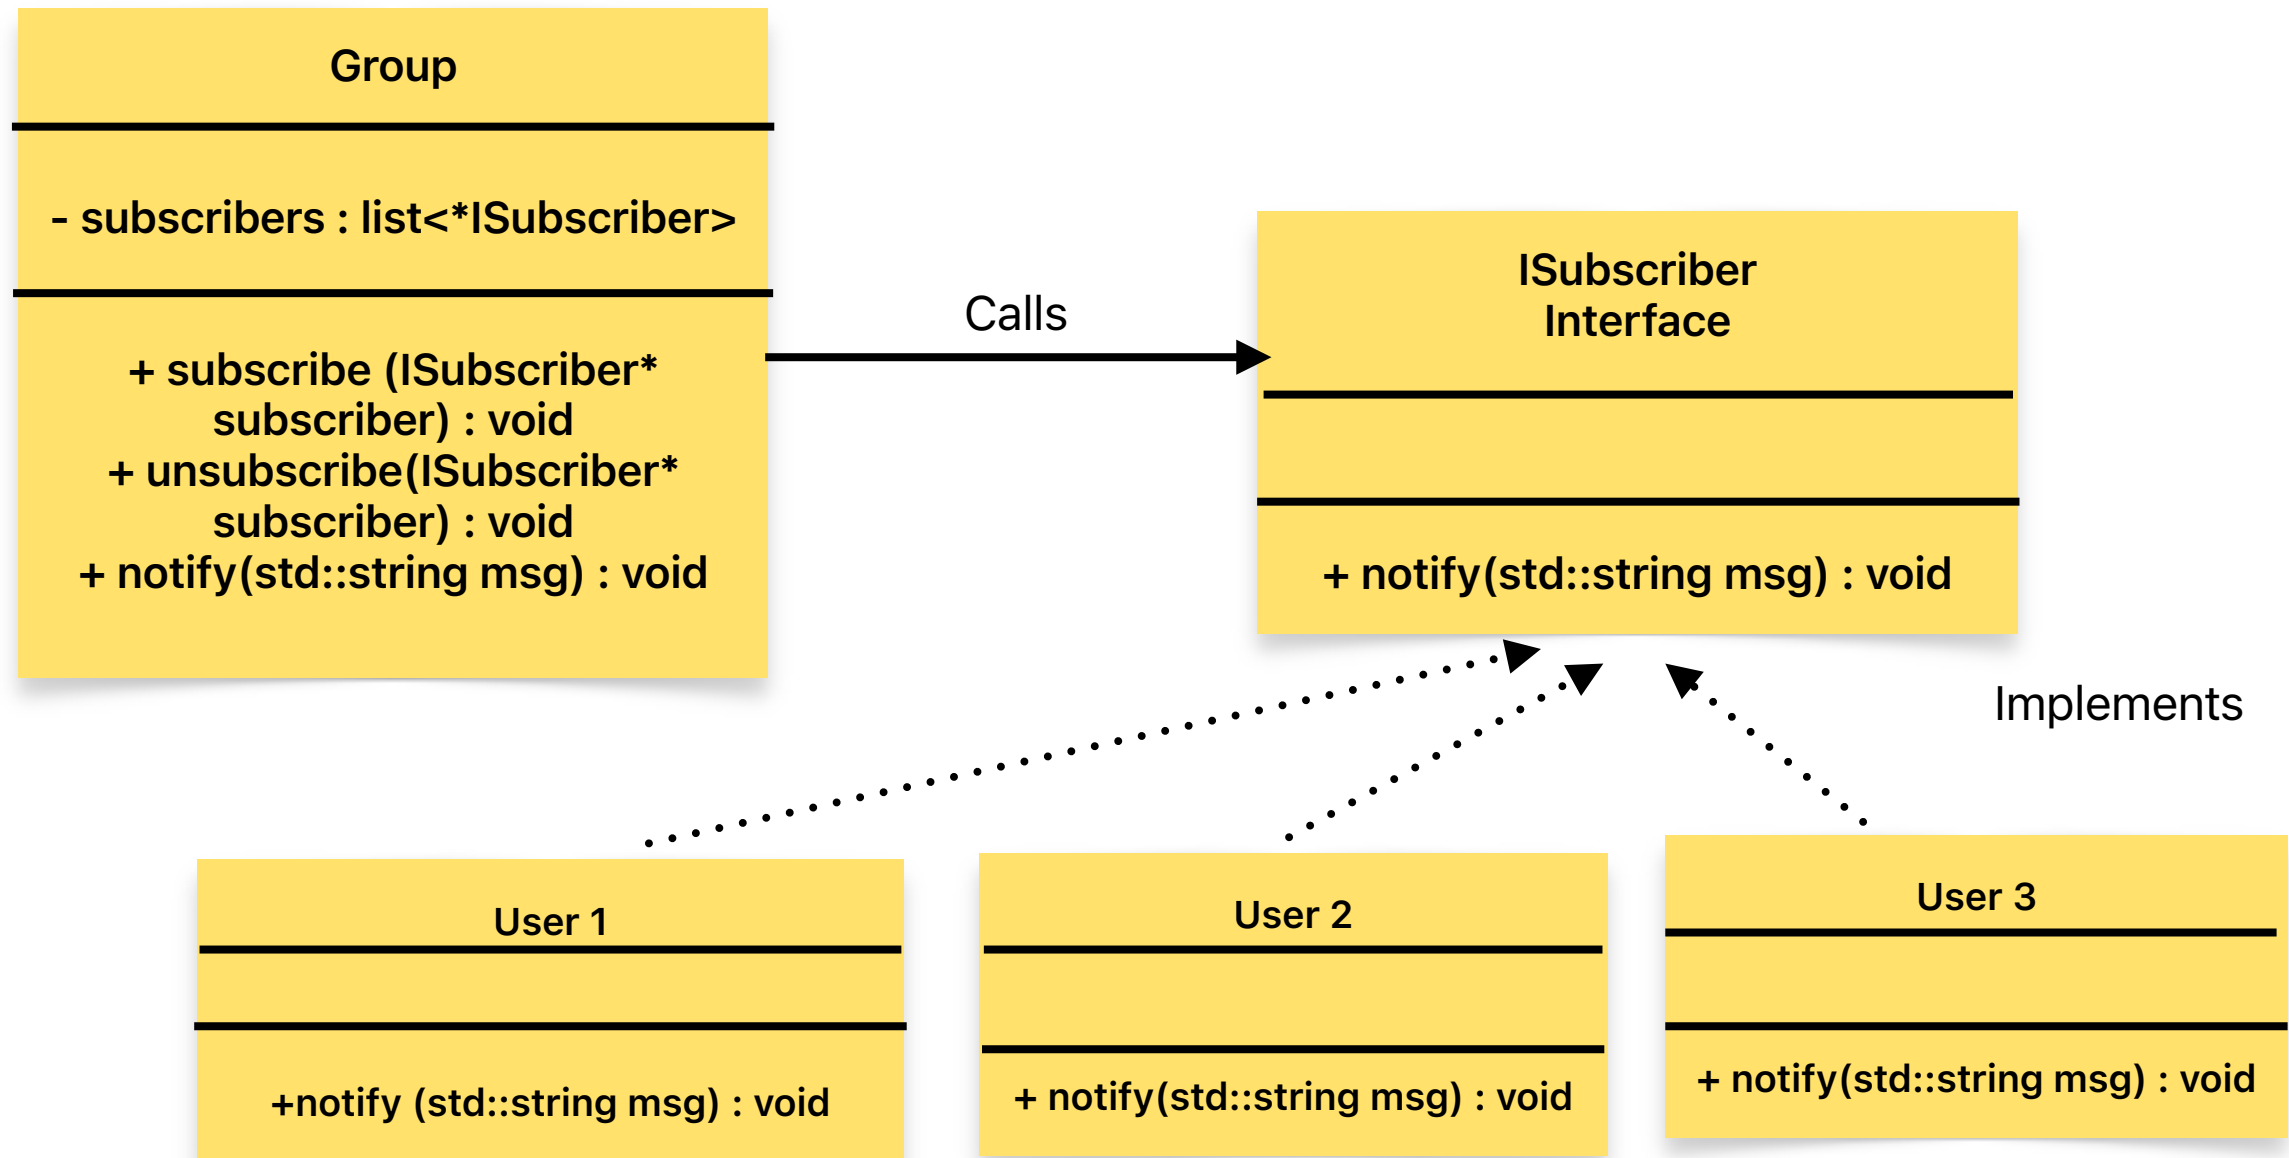 Group
- subscribers : list<*ISubscriber>
+ subscribe (ISubscriber*
subscriber) : void
+ unsubscribe(ISubscriber*
subscriber) : void
+ notify(std::string msg) : void
Calls
ISubscriber
Interface
+ notify(std::string msg) : void
Implements
User 1
+notify (std::string msg) : void
User 2
+ notify(std::string msg) : void
User 3
+ notify(std::string msg) : void